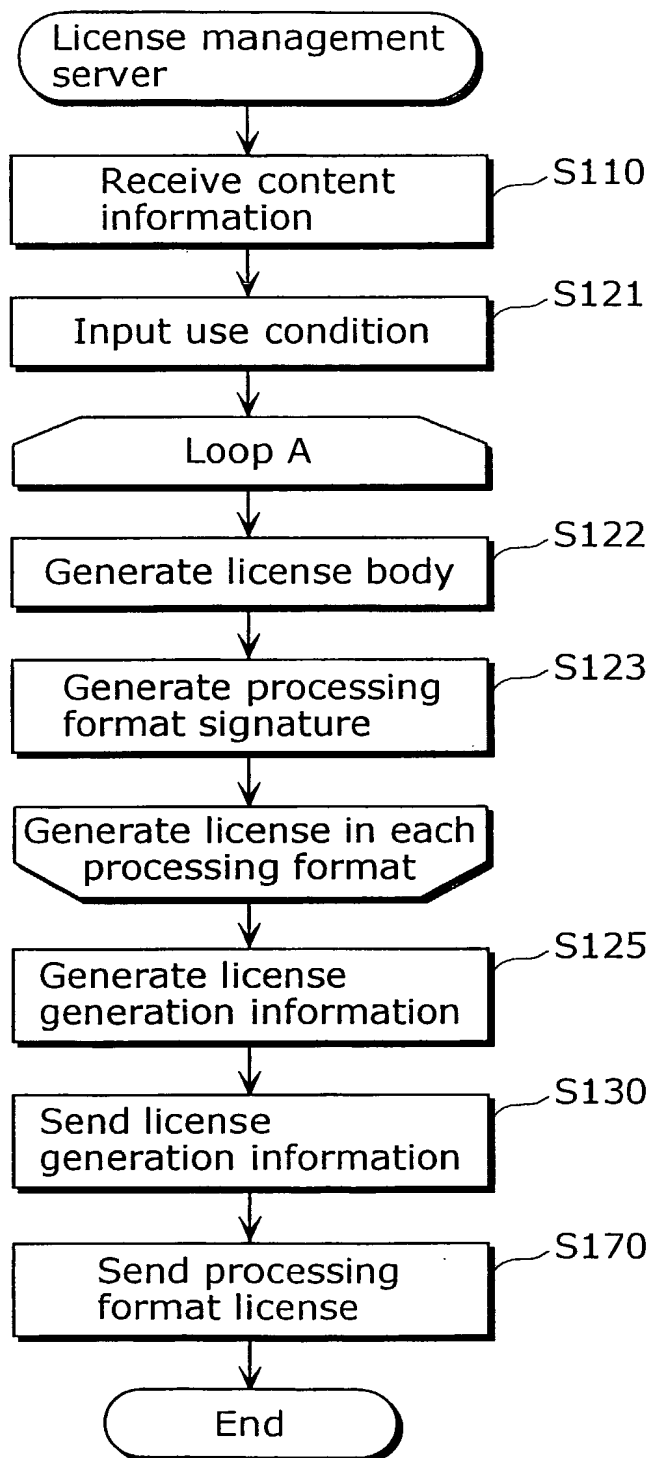 License management
server
Receive content
information
S110
Input use condition
S121
Loop A
Generate license body
S122
Generate processing
format signature
S123
Generate license in each
processing format
Generate license
generation information
S125
Send license
generation information
S130
Send processing
format license
S170
End